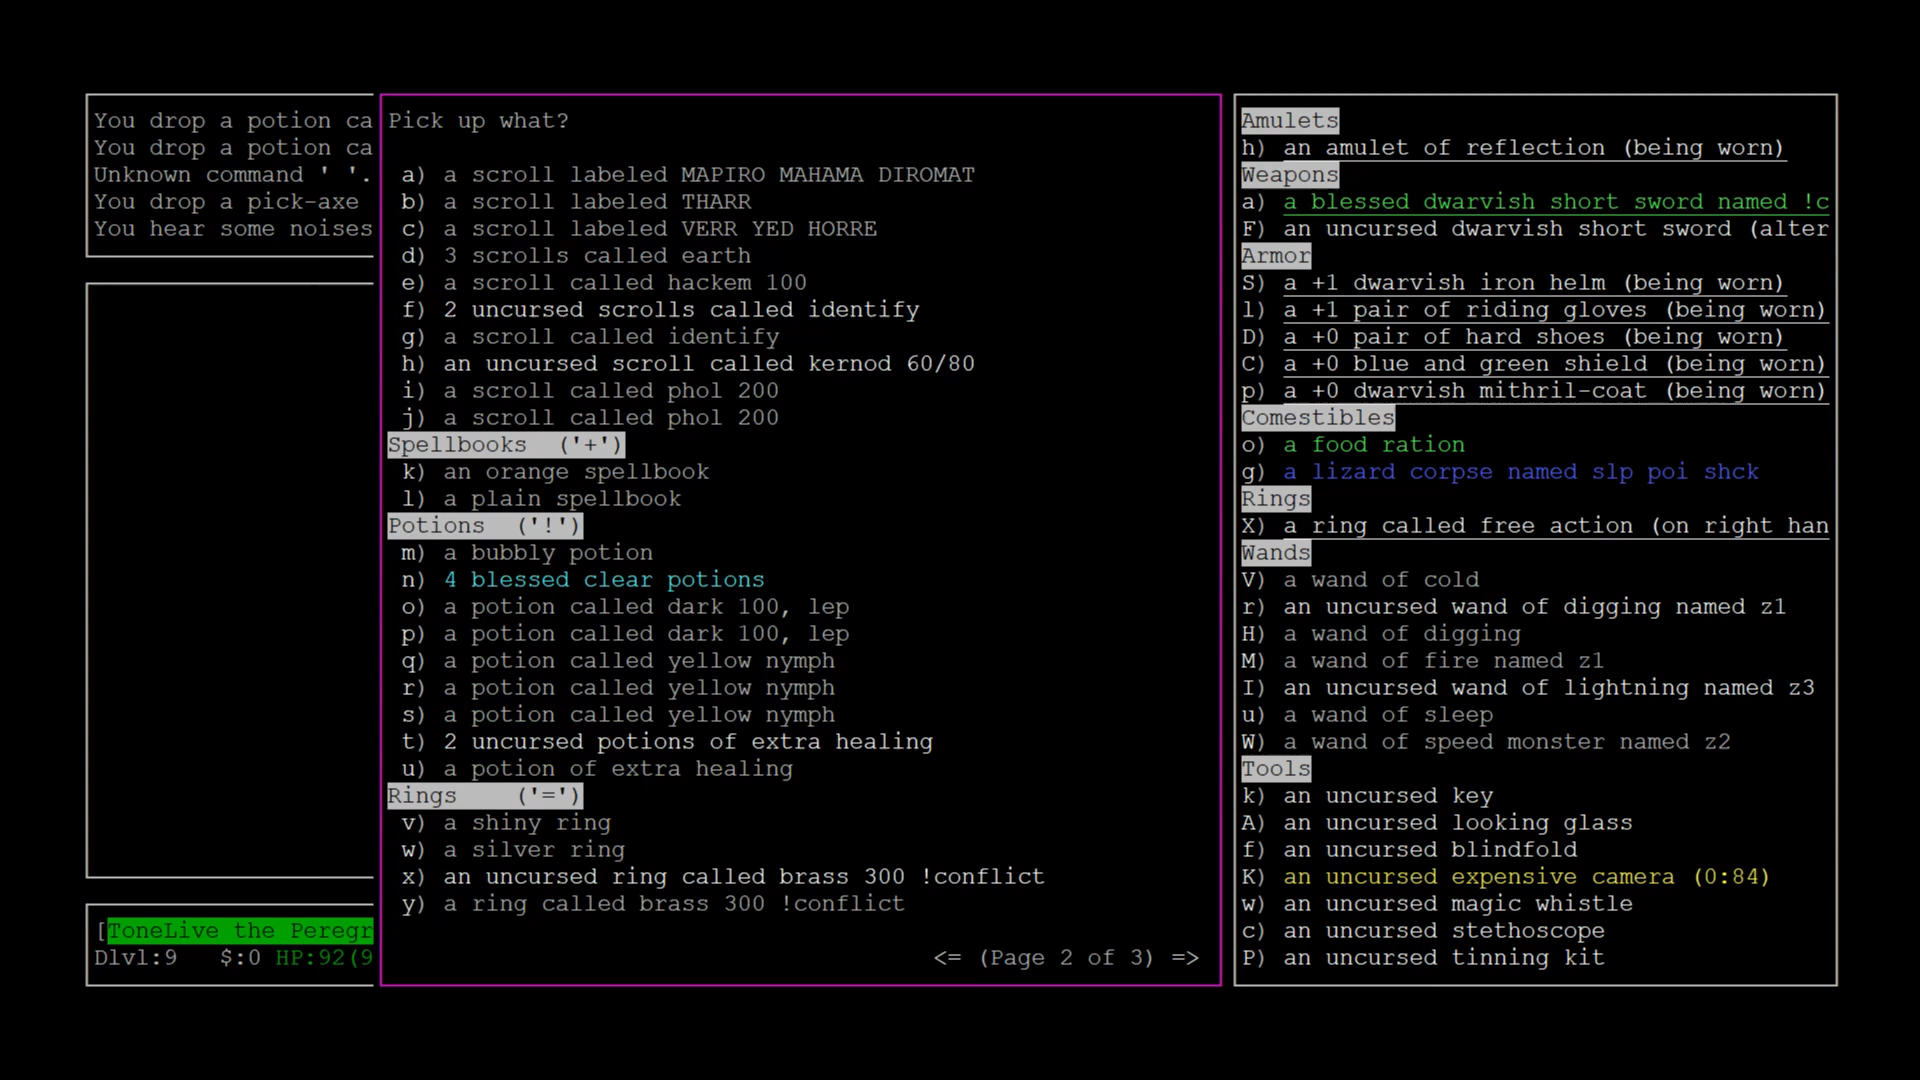 You drop a potion ca
You drop a potion ca
Unknown command ' '.
You drop a pick-axe
You hear some noises
[ToneLive the Peregr
Dlvl:9 $:0 HP:92(9
Pick up what?
a) a scroll labeled MAPIRO MAHAMA DIROMAT
b) a scroll labeled THARR
c) a scroll labeled VERR YED HORRE
d) 3 scrolls called earth
e) a scroll called hackem 100
f) 2 uncursed scrolls called identify
g) a scroll called identify
h) an uncursed scroll called kernod 60/80
i) a scroll called phol 200
j) a scroll called phol 200
Spellbooks ('+')
k) an orange spellbook
l) a plain spellbook
Potions ('!')
m) a bubbly potion
n) 4 blessed clear potions
o) a potion called dark 100, lep
p) a potion called dark 100, lep
q) a potion called yellow nymph
r) a potion called yellow nymph
s) a potion called yellow nymph
t) 2 uncursed potions of extra healing
u) a potion of extra healing
Rings ('=')
v) a shiny ring
w) a silver ring
x) an uncursed ring called brass 300 !conflict
y) a ring called brass 300 !conflict
<= (Page 2 of 3) =>
Amulets
h) an amulet of reflection (being worn)
Weapons
a) a blessed dwarvish short sword named !c
F) an uncursed dwarvish short sword (alter
Armor
S) a +1 dwarvish iron helm (being worn)
l) a +1 pair of riding gloves (being worn)
D) a +0 pair of hard shoes (being worn)
C) a +0 blue and green shield (being worn)
p) a +0 dwarvish mithril-coat (being worn)
Comestibles
o) a food ration
g) a lizard corpse named slp poi shck
Rings
X) a ring called free action (on right han
Wands
V) a wand of cold
r) an uncursed wand of digging named z1
H) a wand of digging
M) a wand of fire named z1
I) an uncursed wand of lightning named z3
u) a wand of sleep
W) a wand of speed monster named z2
Tools
k) an uncursed key
A) an uncursed looking glass
f) an uncursed blindfold
K) an uncursed expensive camera (0:84)
w) an uncursed magic whistle
c) an uncursed stethoscope
P) an uncursed tinning kit